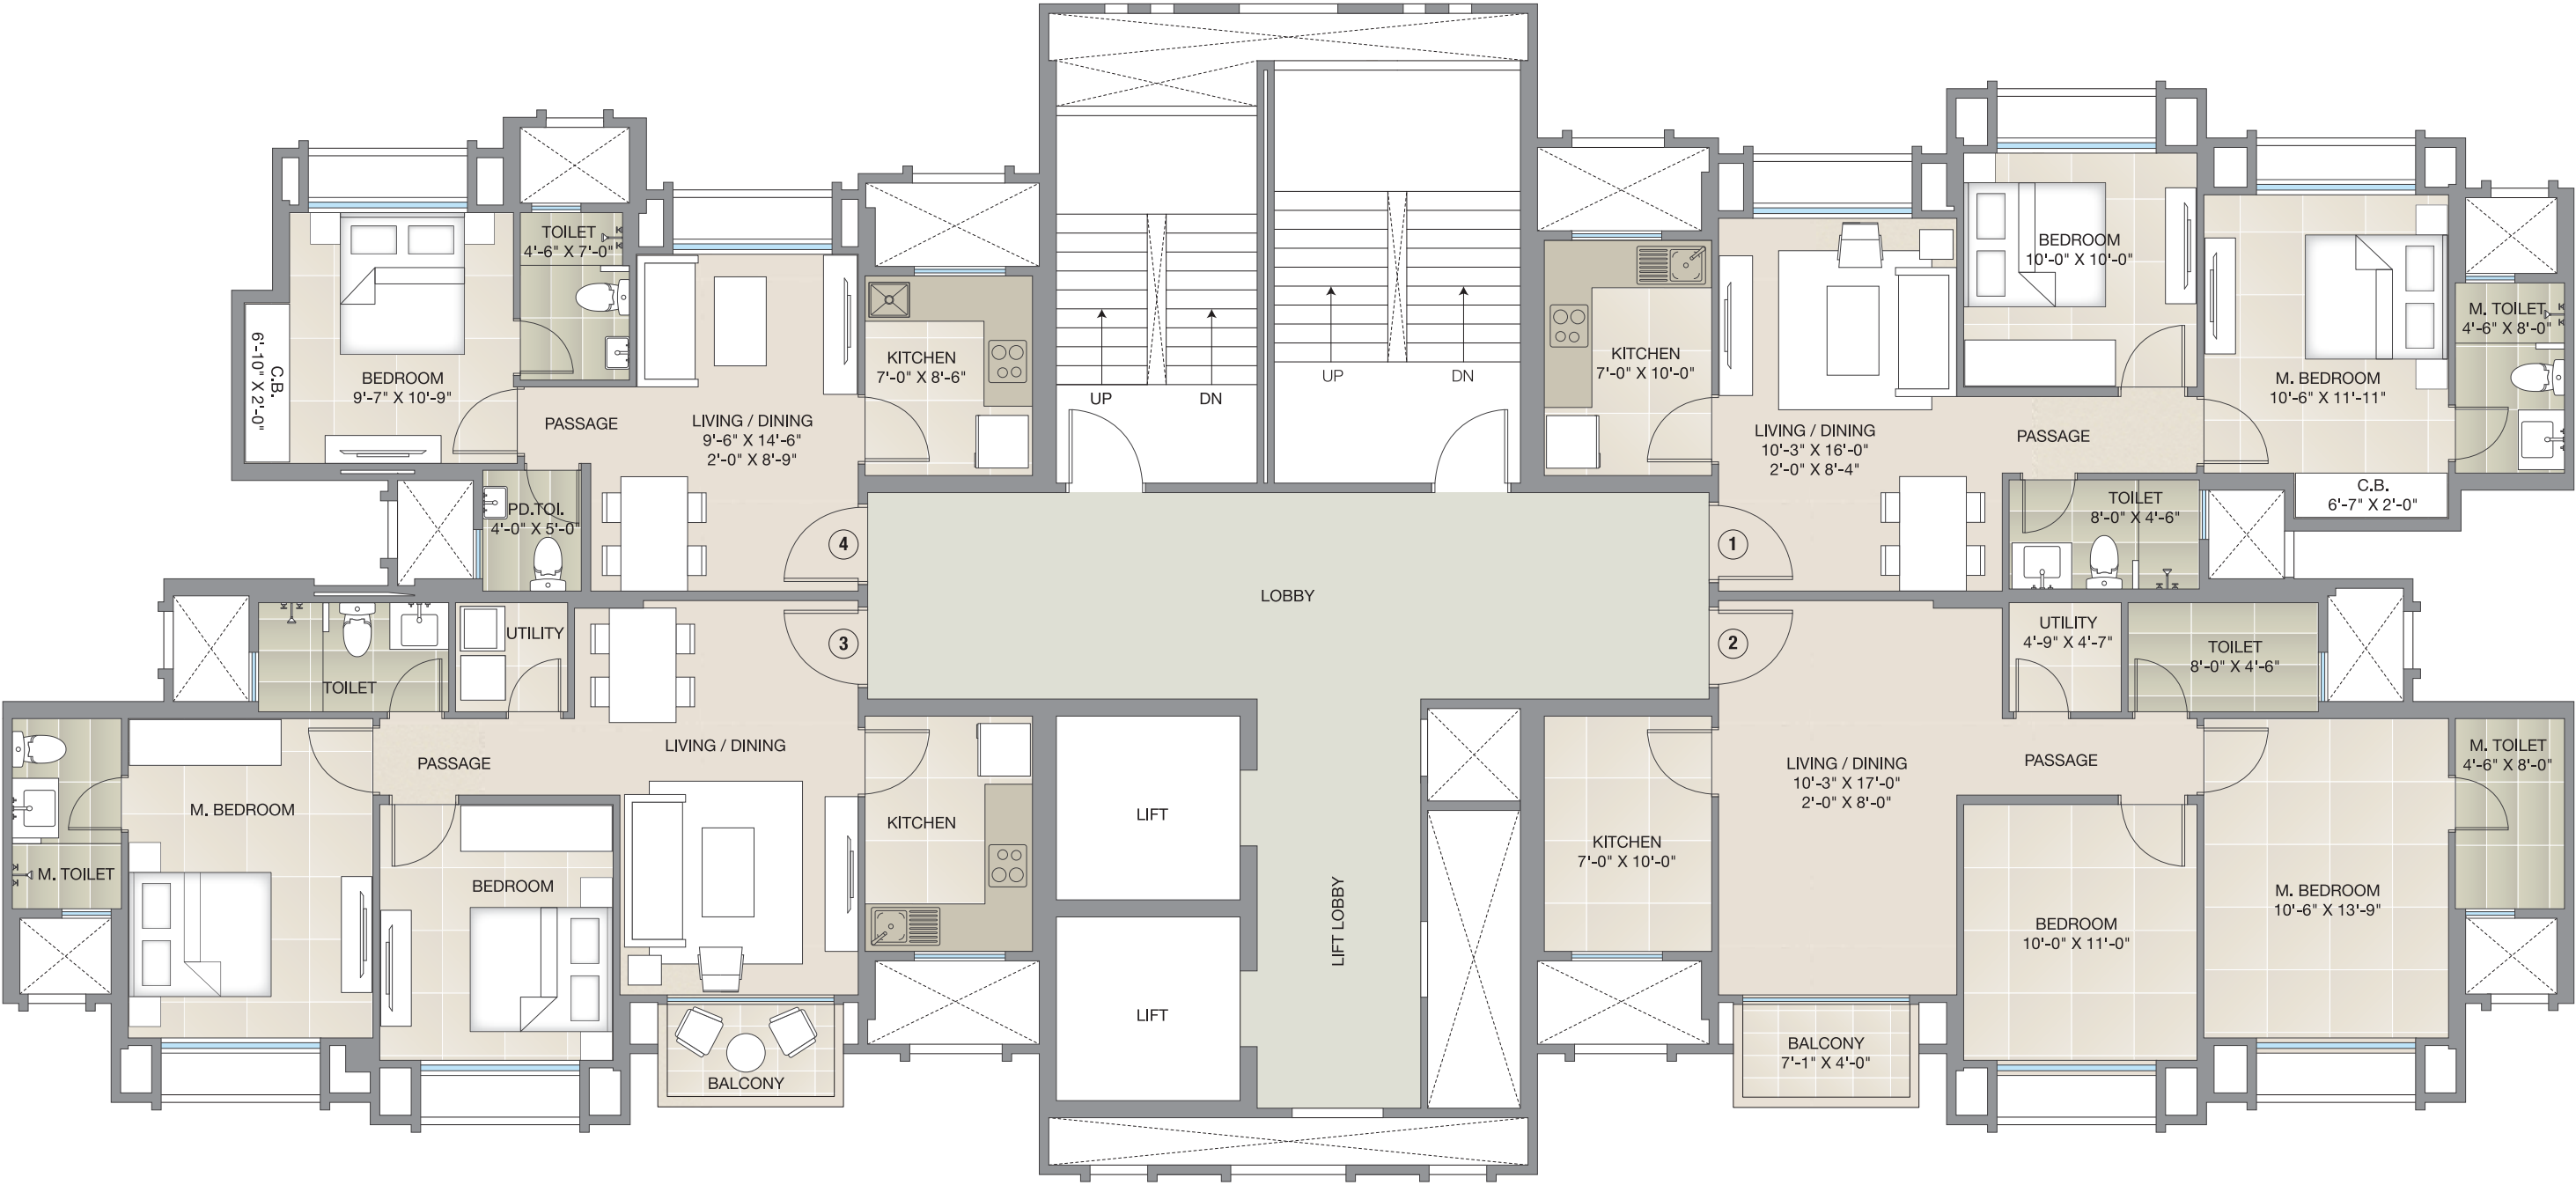 TOILET
4'-6" X 7'-0"
C.B.
6'-10" X 2'-0"
BEDROOM
9'-7" X 10'-9"
PASSAGE
LIVING / DINING
9'-6" X 14'-6"
2'-0" X 8'-9"
KITCHEN
7'-0" X 8'-6"
PD.TOI.
4'-0" X 5'-0"
4
UP
DN
UP
DN
KITCHEN
7'-0" X 10'-0"
LIVING / DINING
10'-3" X 16'-0"
2'-0" X 8'-4"
BEDROOM
10'-0" X 10'-0"
PASSAGE
M. BEDROOM
10'-6" X 11'-11"
M. TOILET
4'-6" X 8'-0"
C.B.
6'-7" X 2'-0"
TOILET
8'-0" X 4'-6"
1
LOBBY
TOILET
UTILITY
3
M. BEDROOM
M. TOILET
PASSAGE
BEDROOM
LIVING / DINING
KITCHEN
BALCONY
LIFT
LIFT
LIFT LOBBY
2
UTILITY
4'-9" X 4'-7"
TOILET
8'-0" X 4'-6"
LIVING / DINING
10'-3" X 17'-0"
2'-0" X 8'-0"
PASSAGE
M. TOILET
4'-6" X 8'-0"
KITCHEN
7'-0" X 10'-0"
BEDROOM
10'-0" X 11'-0"
M. BEDROOM
10'-6" X 13'-9"
BALCONY
7'-1" X 4'-0"